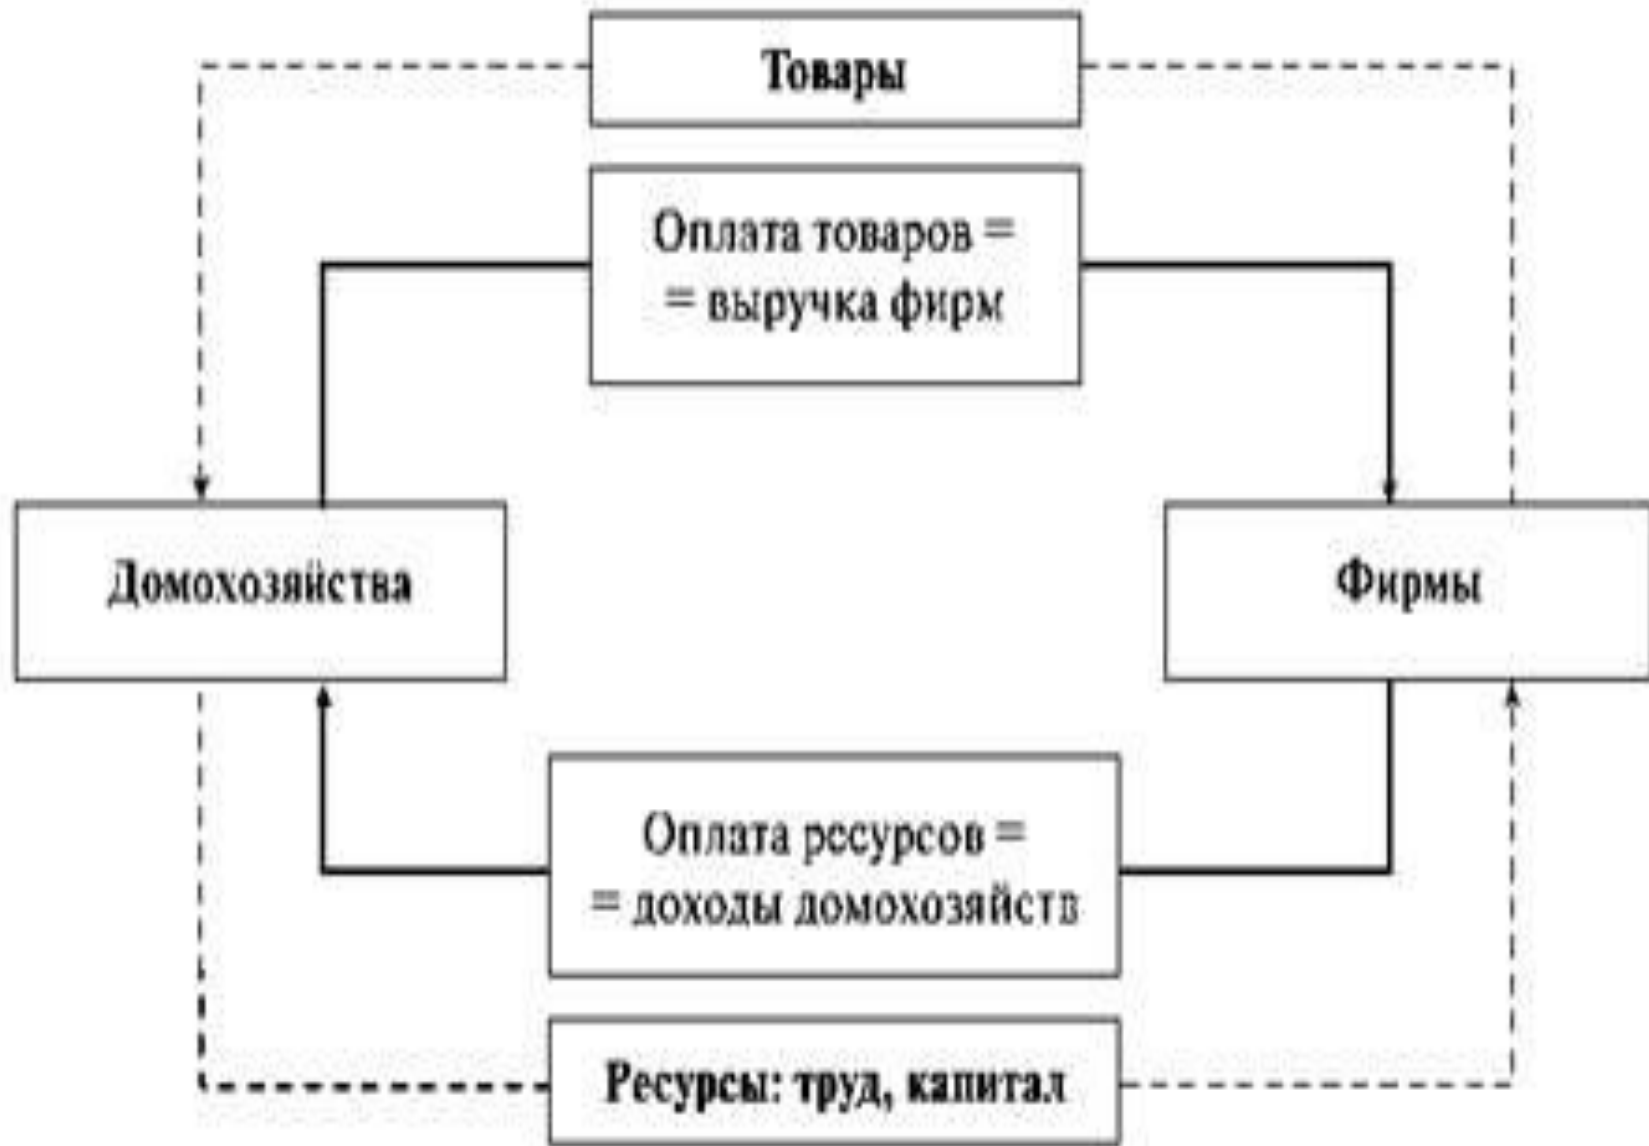 Товары
Оплата товаров =
= выручка фирм
Домохозяйства
Фирмы
Оплата ресурсов =
= доходы домохозяйств
Ресурсы: труд, капитал